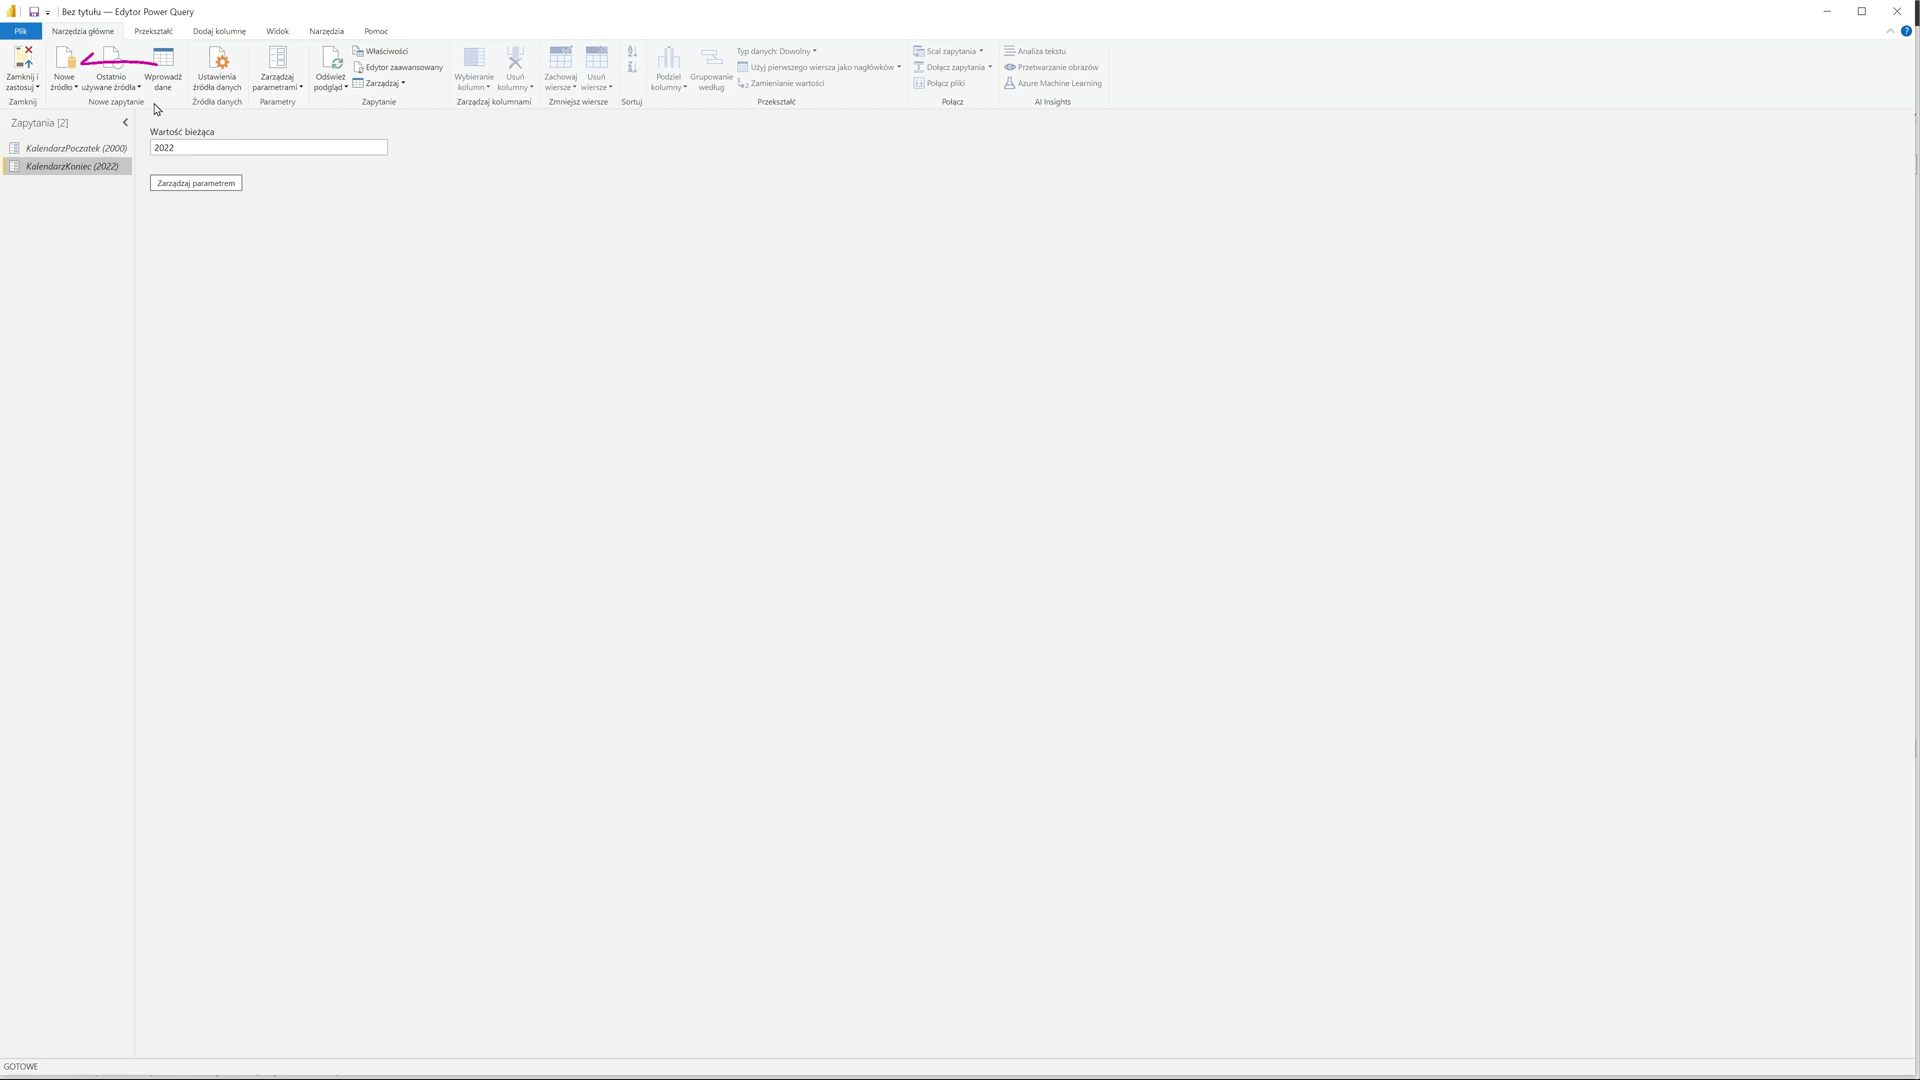 Bez tytułu — Edytor Power Query
Plik
Narzędzia główne
Przekształć
Dodaj kolumnę
Widok
Narzędzia
Pomoc
?
Zamknij i
zastosuj
Zamknij
Nowe
źródło
Ostatnio
używane źródła
Wprowadź
dane
Nowe zapytanie
Ustawienia
źródła danych
Źródła danych
Zarządzaj
parametrami
Parametry
Odśwież
podgląd
Właściwości
Edytor zaawansowany
Zarządzaj
Zapytanie
Wybieranie
kolumn
Usuń
kolumny
Zarządzaj kolumnami
Zachowaj
wiersze
Usuń
wiersze
Zmniejsz wiersze
Sortuj
Podziel
kolumny
Grupowanie
według
Typ danych: Dowolny
Użyj pierwszego wiersza jako nagłówków
Zamienianie wartości
Przekształć
Scal zapytania
Dołącz zapytania
Połącz pliki
Połącz
Analiza tekstu
Przetwarzanie obrazów
Azure Machine Learning
AI Insights
Zapytania [2]
KalendarzPoczatek (2000)
KalendarzKoniec (2022)
Wartość bieżąca
2022
Zarządzaj parametrem
GOTOWE